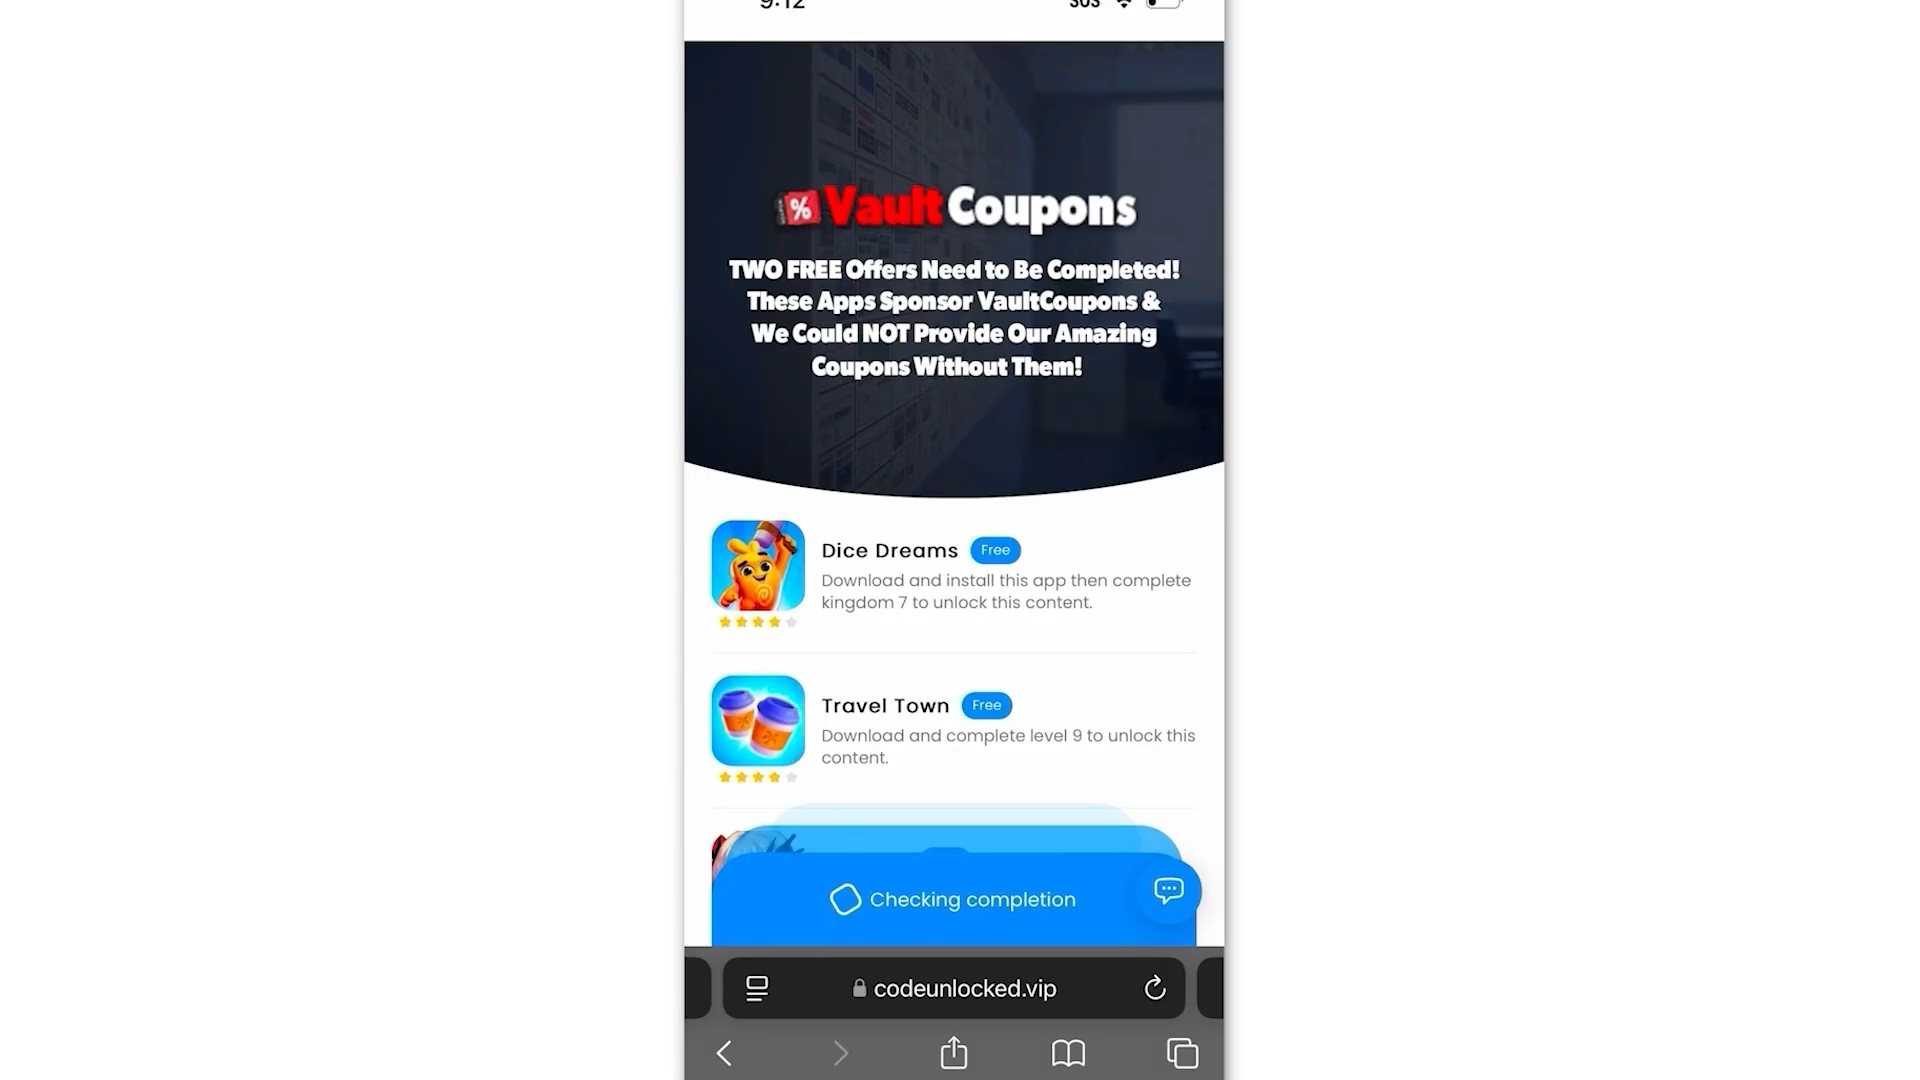 9:12 SOS
% VaultCoupons
TWO FREE Offers Need to Be Completed!
These Apps Sponsor VaultCoupons &
We Could NOT Provide Our Amazing
Coupons Without Them!
Dice Dreams Free
Download and install this app then complete
kingdom 7 to unlock this content.
Travel Town Free
Download and complete level 9 to unlock this
content.
Checking completion
codeunlocked.vip